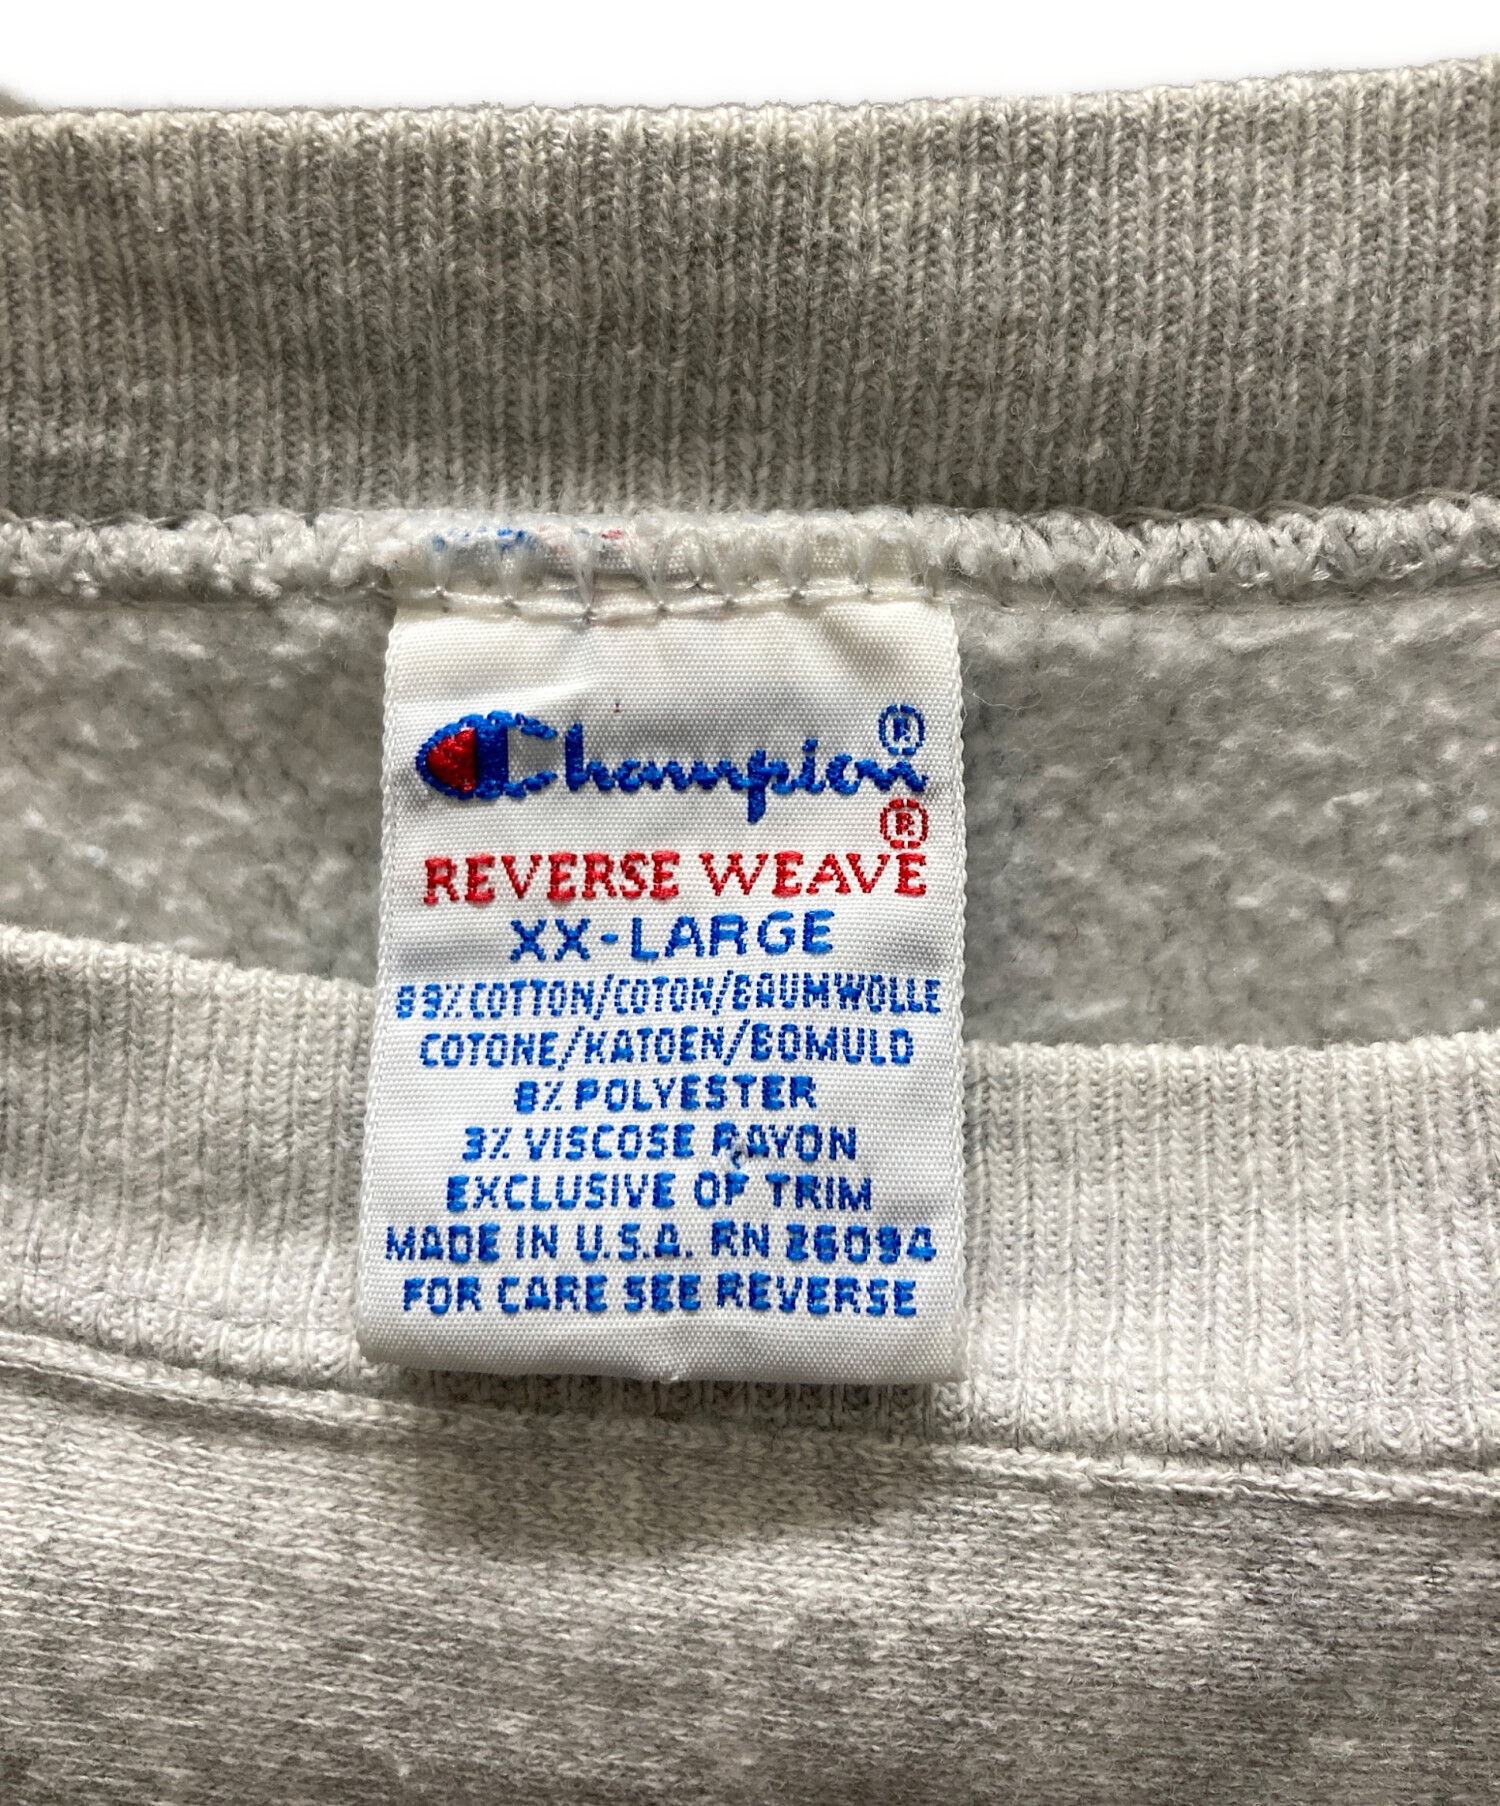 Champion®
REVERSE WEAVE®
XX-LARGE
89% COTTON/COTON/BAUMWOLLE
COTONE/KATOEN/BOMULD
8% POLYESTER
3% VISCOSE RAYON
EXCLUSIVE OF TRIM
MADE IN U.S.A. RN 26094
FOR CARE SEE REVERSE